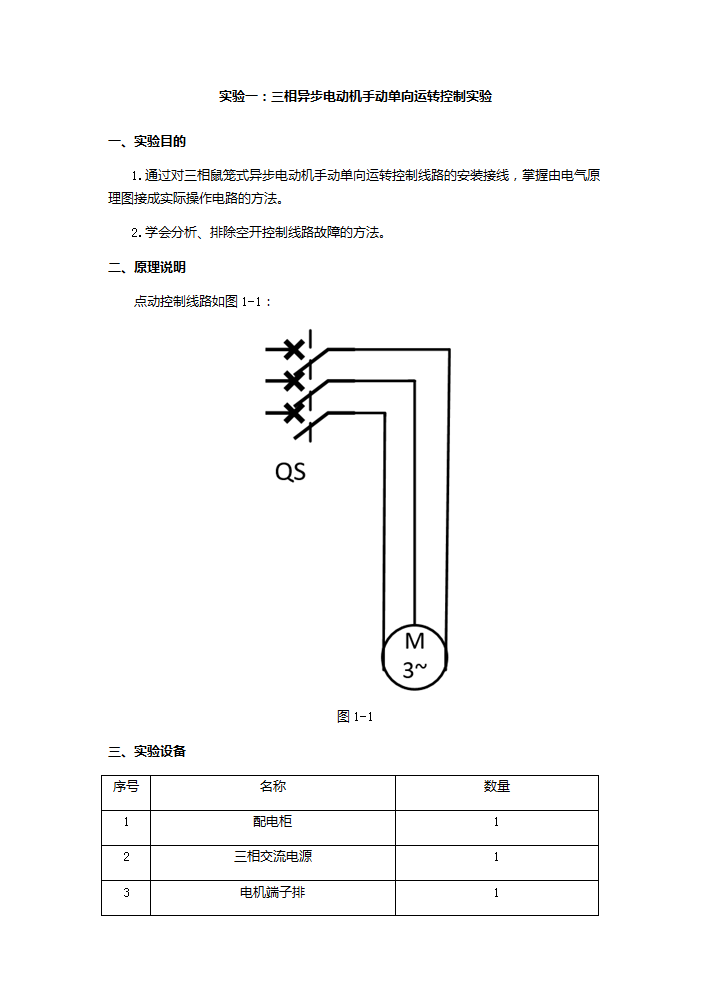 实验一：三相异步电动机手动单向运转控制实验
一、实验目的
1.通过对三相鼠笼式异步电动机手动单向运转控制线路的安装接线，掌握由电气原
理图接成实际操作电路的方法。
2.学会分析、排除空开控制线路故障的方法。
二、原理说明
点动控制线路如图1-1：
QS
M
3~
图1-1
三、实验设备
序号 名称 数量
1 配电柜 1
2 三相交流电源 1
3 电机端子排 1